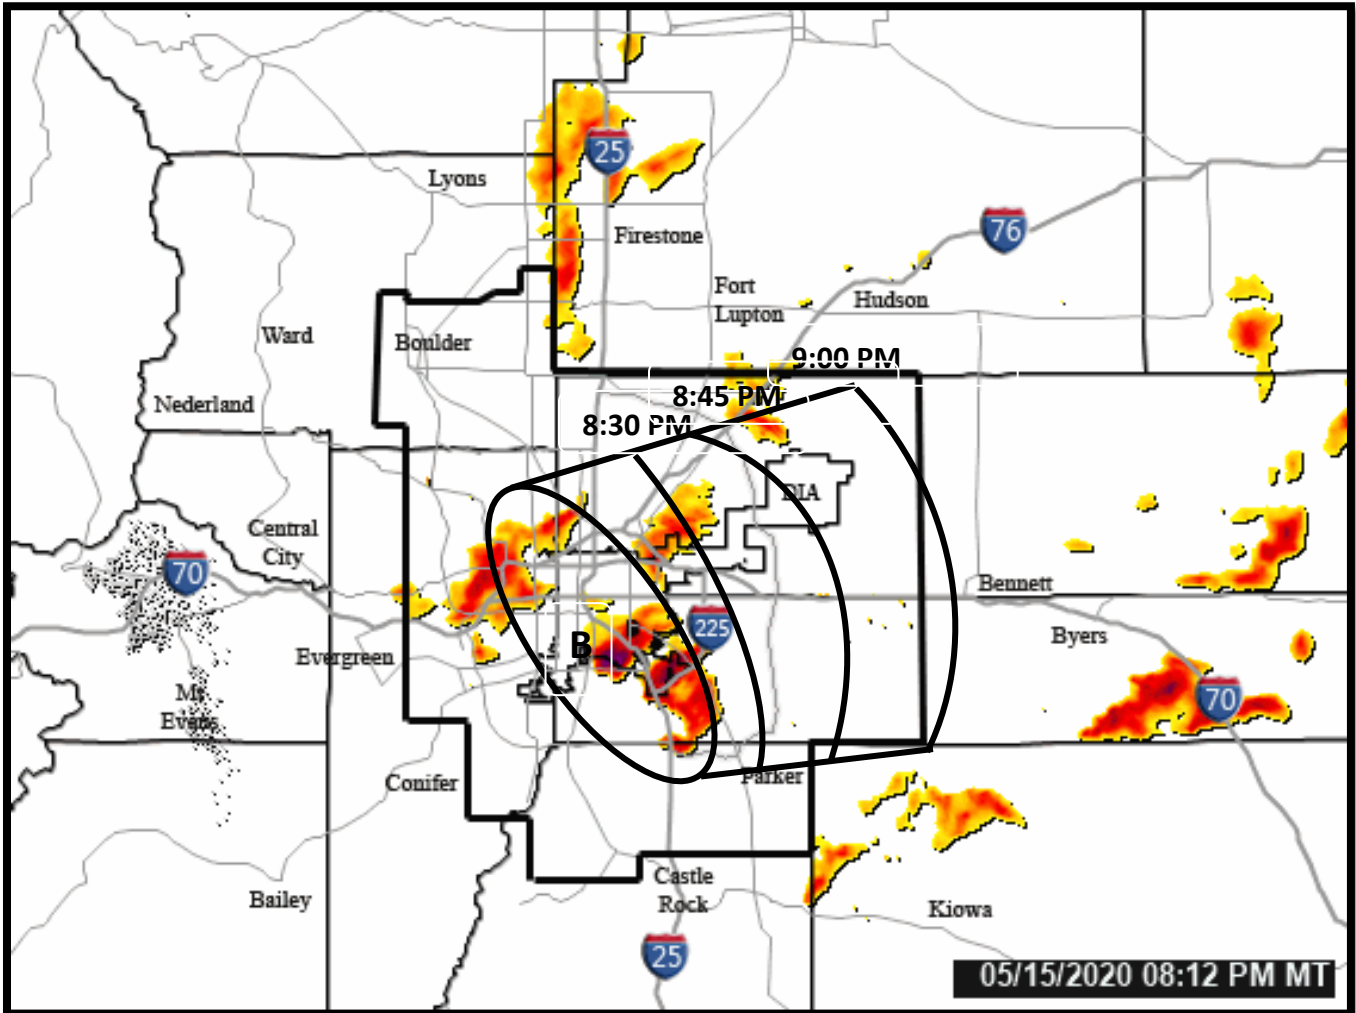 25
Lyons
76
Firestone
Fort
Lupton
Hudson
Ward
Boulder
9:00 PM
8:45 PM
8:30 PM
Nederland
DIA
Central
City
70
Bennett
225
Byers
B
Evergreen
Mt
Evans
70
Conifer
Parker
Castle
Rock
Bailey
Kiowa
25
05/15/2020 08:12 PM MT